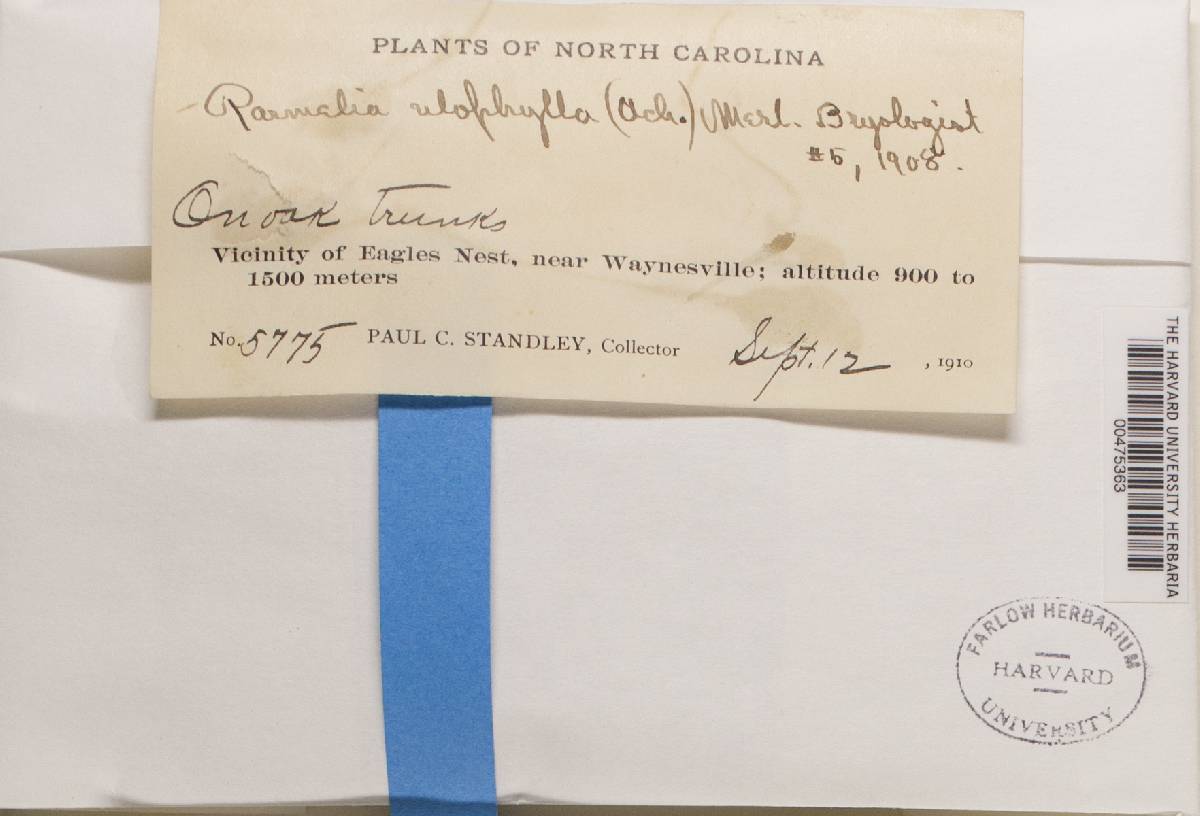 PLANTS OF NORTH CAROLINA
Parmelia ulophylla (Ach.) Merl. Bryologist
#5, 1908.
On oak trunks
Vicinity of Eagles Nest, near Waynesville; altitude 900 to
1500 meters
No. 5775 PAUL C. STANDLEY, Collector Sept. 12, 1910
THE HARVARD UNIVERSITY HERBARIA
00475363
FARLOW HERBARIUM
HARVARD
UNIVERSITY